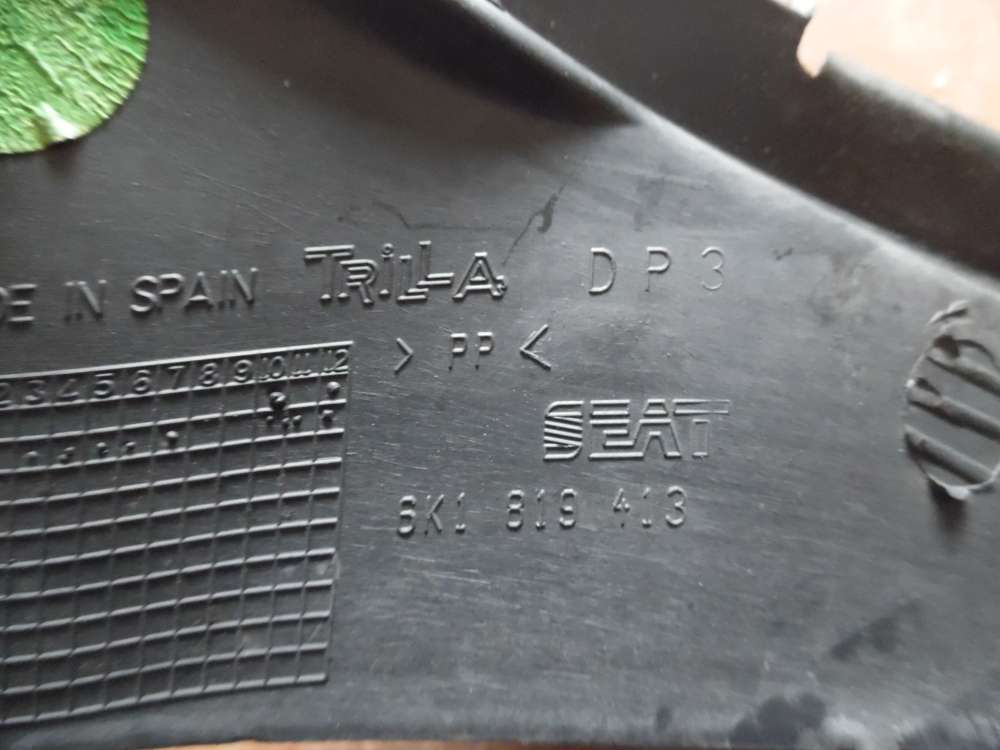 DE IN SPAIN TRILLA DP3
> PP <
2 3 4 5 6 7 8 9 10 11 12
SEAT
6K1 819 413